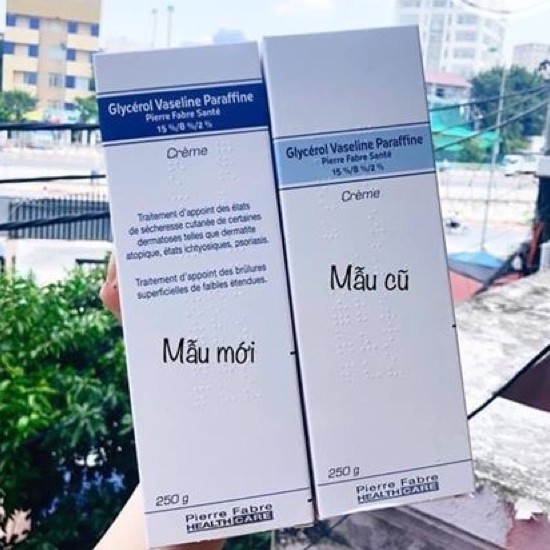 Glycérol Vaseline Paraffine
Pierre Fabre Santé
15 %/8 %/2 %
Crème
Traitement d'appoint des états
de sécheresse cutanée de certaines
dermatoses telles que dermatite
atopique, états ichtyosiques, psoriasis.
Traitement d'appoint des brûlures
superficielles de faibles étendues.
Mẫu mới
250 g
Pierre Fabre
HEALTH CARE
Glycérol Vaseline Paraffine
Pierre Fabre Santé
15 %/8 %/2 %
Crème
Mẫu cũ
250 g
Pierre Fabre
HEALTH CARE